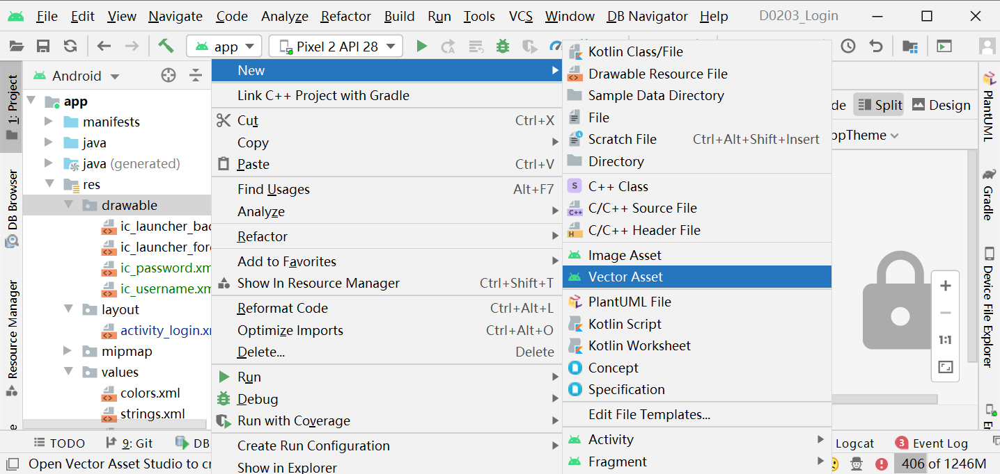 File Edit View Navigate Code Analyze Refactor Build Run Tools VCS Window DB Navigator Help D0203_Login
app Pixel 2 API 28
1: Project
DB Browser
Resource Manager
Android
app
manifests
java
java (generated)
res
drawable
ic_launcher_bac
ic_launcher_for
ic_password.xm
ic_username.xm
layout
activity_login.x
mipmap
values
colors.xml
strings.xml
New
Link C++ Project with Gradle
Cut Ctrl+X
Copy
Paste Ctrl+V
Find Usages Alt+F7
Analyze
Refactor
Add to Favorites
Show In Resource Manager Ctrl+Shift+T
Reformat Code Ctrl+Alt+L
Optimize Imports Ctrl+Alt+O
Delete... Delete
Run
Debug
Run with Coverage
Create Run Configuration
Show in Explorer
Kotlin Class/File
Drawable Resource File
Sample Data Directory
File
Scratch File Ctrl+Alt+Shift+Insert
Directory
C++ Class
C/C++ Source File
C/C++ Header File
Image Asset
Vector Asset
PlantUML File
Kotlin Script
Kotlin Worksheet
Concept
Specification
Edit File Templates...
Activity
Fragment
de Split Design
ppTheme
1:1
PlantUML
Gradle
Device File Explorer
TODO 9: Git DB Logcat 3 Event Log
Open Vector Asset Studio to cr 406 of 1246M